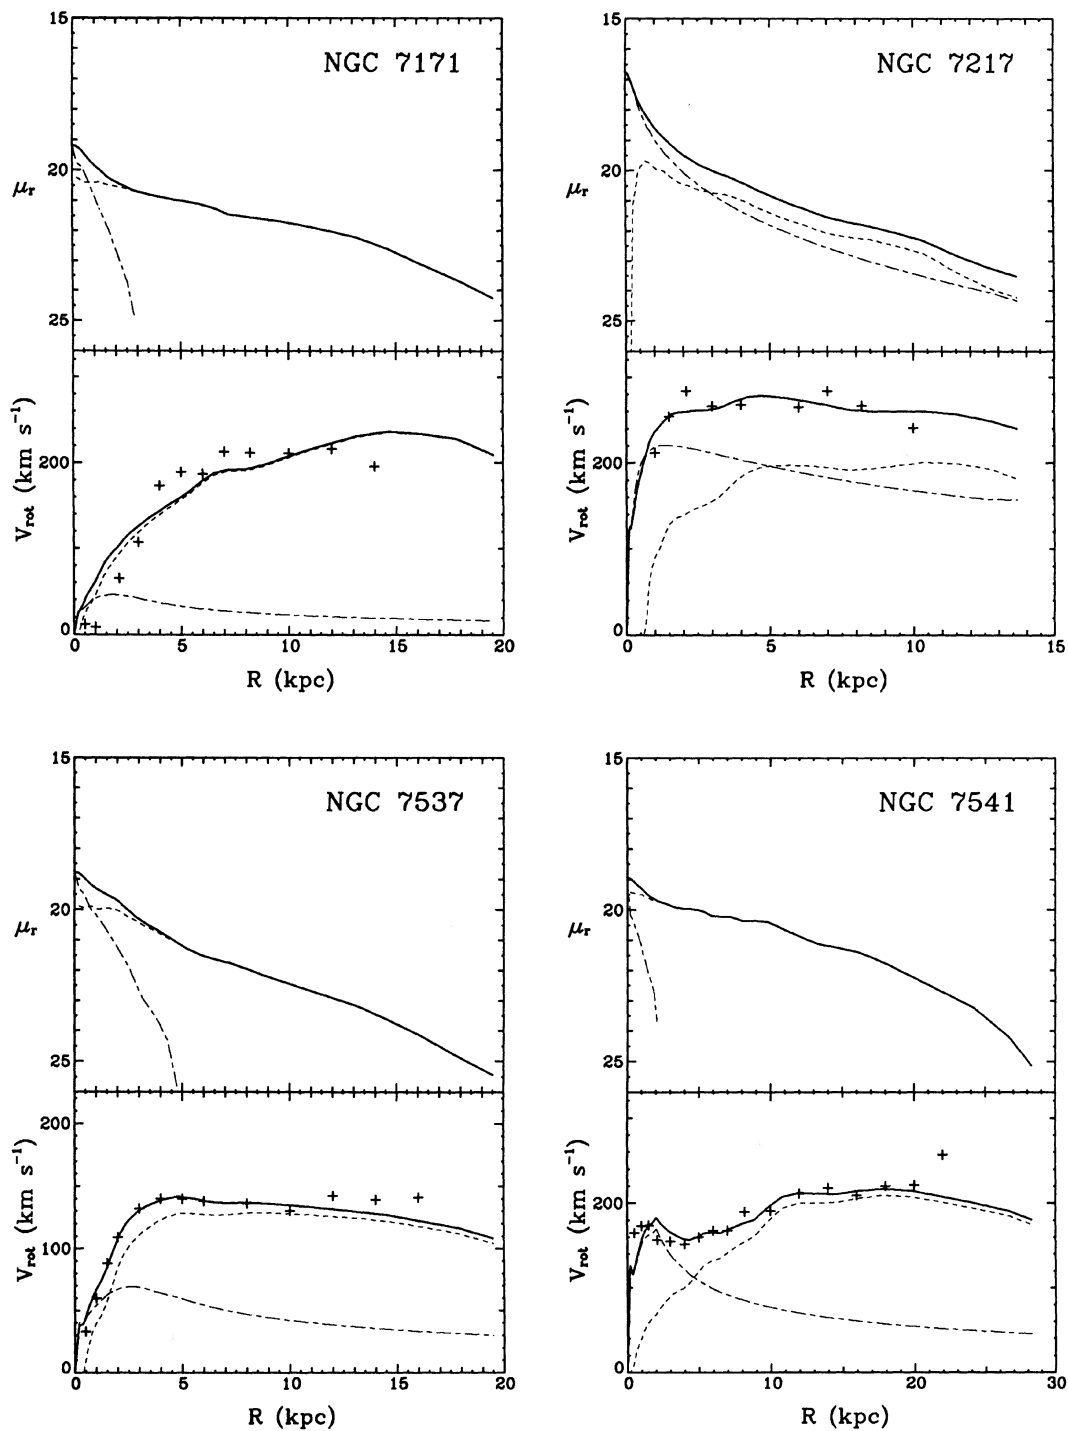 15
NGC 7171
20
μr
25
200
Vrot (km s⁻¹)
0
0 5 10 15 20
R (kpc)
15
NGC 7217
20
μr
25
200
Vrot (km s⁻¹)
0
0 5 10 15
R (kpc)
15
NGC 7537
20
μr
25
200
100
Vrot (km s⁻¹)
0
0 5 10 15 20
R (kpc)
15
NGC 7541
20
μr
25
200
Vrot (km s⁻¹)
0
0 10 20 30
R (kpc)